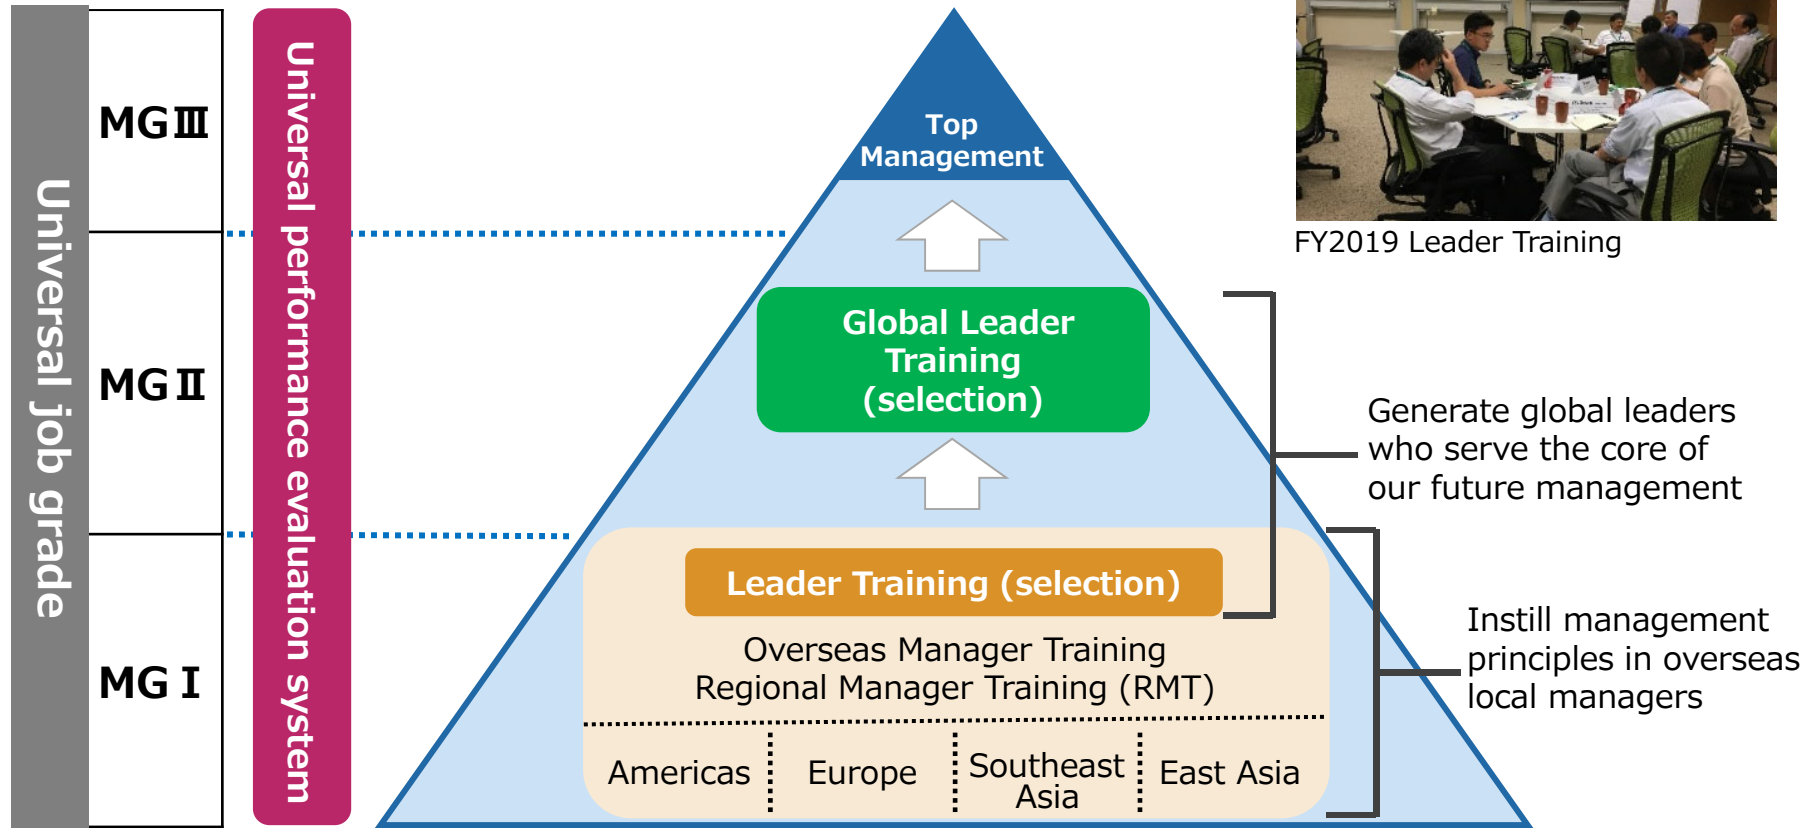 Universal job grade
MGⅢ
MGⅡ
MGⅠ
Universal performance evaluation system
Top
Management
Global Leader
Training
(selection)
Leader Training (selection)
Overseas Manager Training
Regional Manager Training (RMT)
Americas
Europe
Southeast
Asia
East Asia
FY2019 Leader Training
Generate global leaders
who serve the core of
our future management
Instill management
principles in overseas
local managers